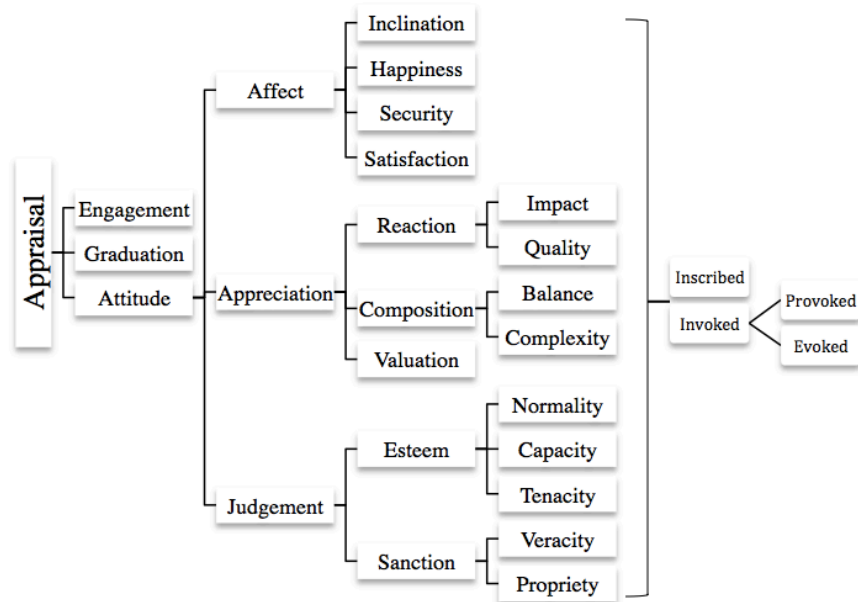 Appraisal
Engagement
Graduation
Attitude
Affect
Appreciation
Judgement
Inclination
Happiness
Security
Satisfaction
Reaction
Composition
Valuation
Esteem
Sanction
Impact
Quality
Balance
Complexity
Normality
Capacity
Tenacity
Veracity
Propriety
Inscribed
Invoked
Provoked
Evoked